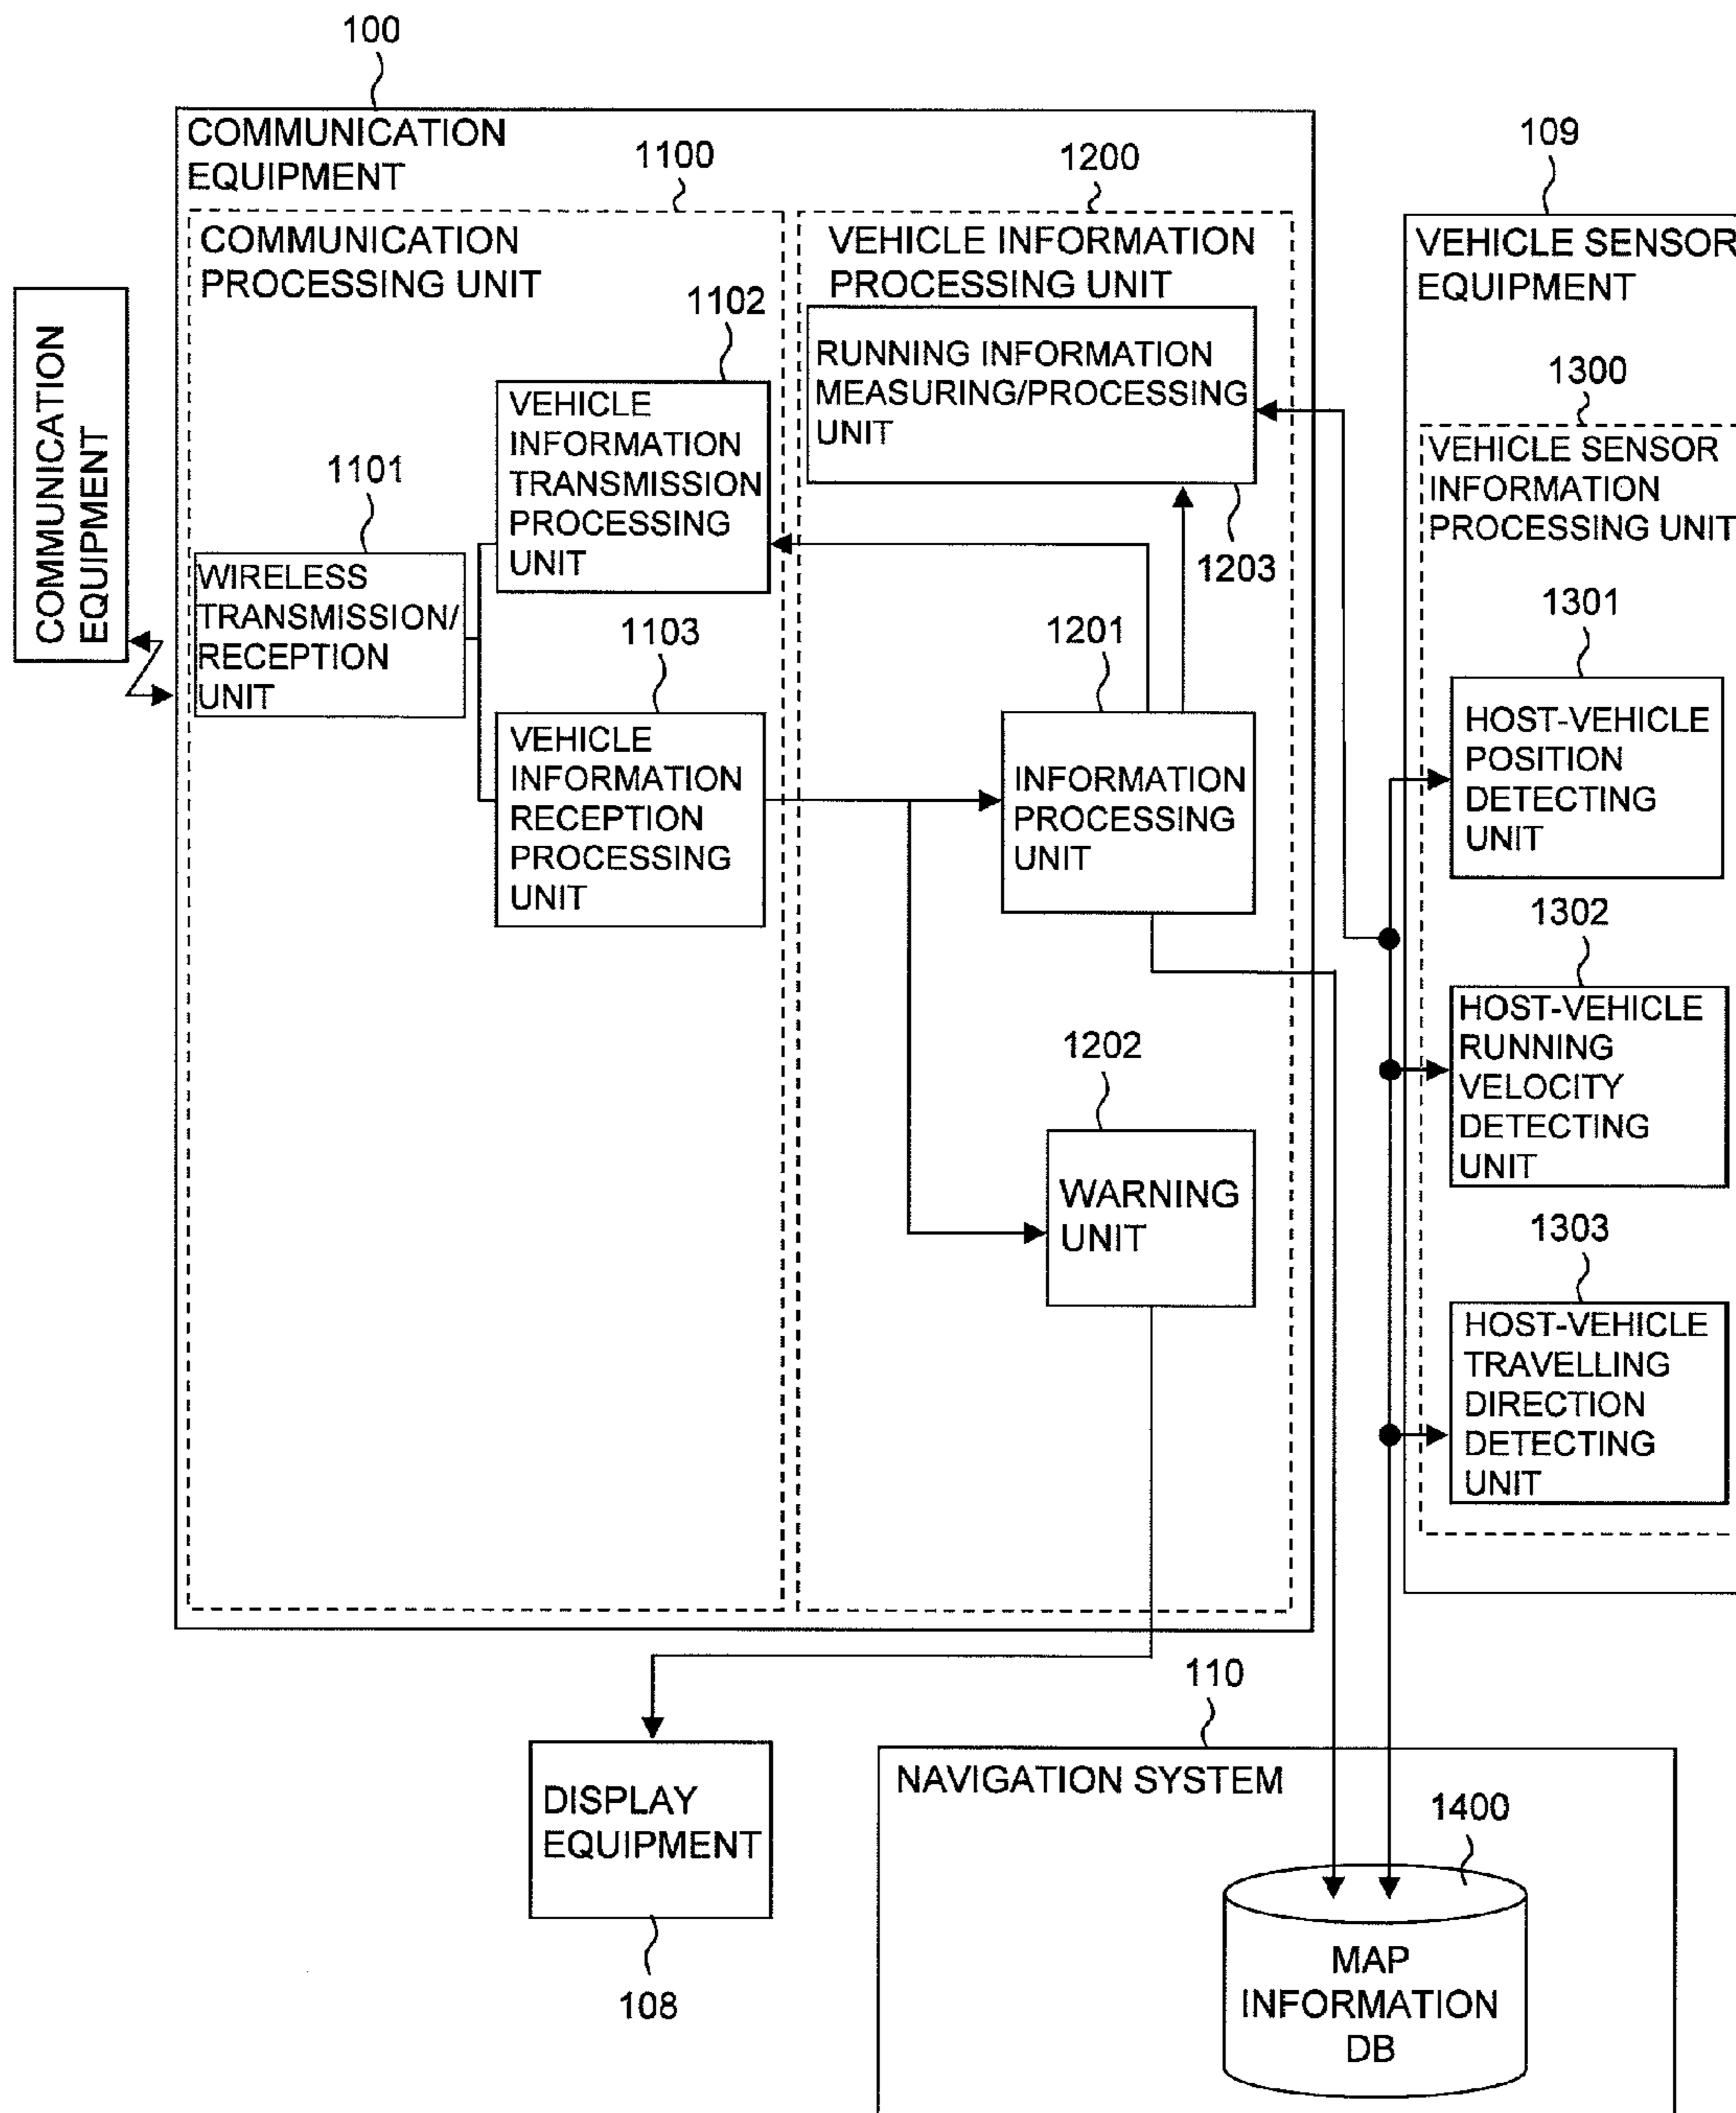 100
COMMUNICATION
EQUIPMENT
1100
1200
109
COMMUNICATION
PROCESSING UNIT
VEHICLE INFORMATION
PROCESSING UNIT
VEHICLE SENSOR
EQUIPMENT
COMMUNICATION
EQUIPMENT
1102
RUNNING INFORMATION
MEASURING/PROCESSING
UNIT
1203
1300
VEHICLE SENSOR
INFORMATION
PROCESSING UNIT
VEHICLE
INFORMATION
TRANSMISSION
PROCESSING
UNIT
1101
WIRELESS
TRANSMISSION/
RECEPTION
UNIT
1103
VEHICLE
INFORMATION
RECEPTION
PROCESSING
UNIT
1201
INFORMATION
PROCESSING
UNIT
1301
HOST-VEHICLE
POSITION
DETECTING
UNIT
1302
HOST-VEHICLE
RUNNING
VELOCITY
DETECTING
UNIT
1202
WARNING
UNIT
1303
HOST-VEHICLE
TRAVELLING
DIRECTION
DETECTING
UNIT
110
NAVIGATION SYSTEM
DISPLAY
EQUIPMENT
108
1400
MAP
INFORMATION
DB